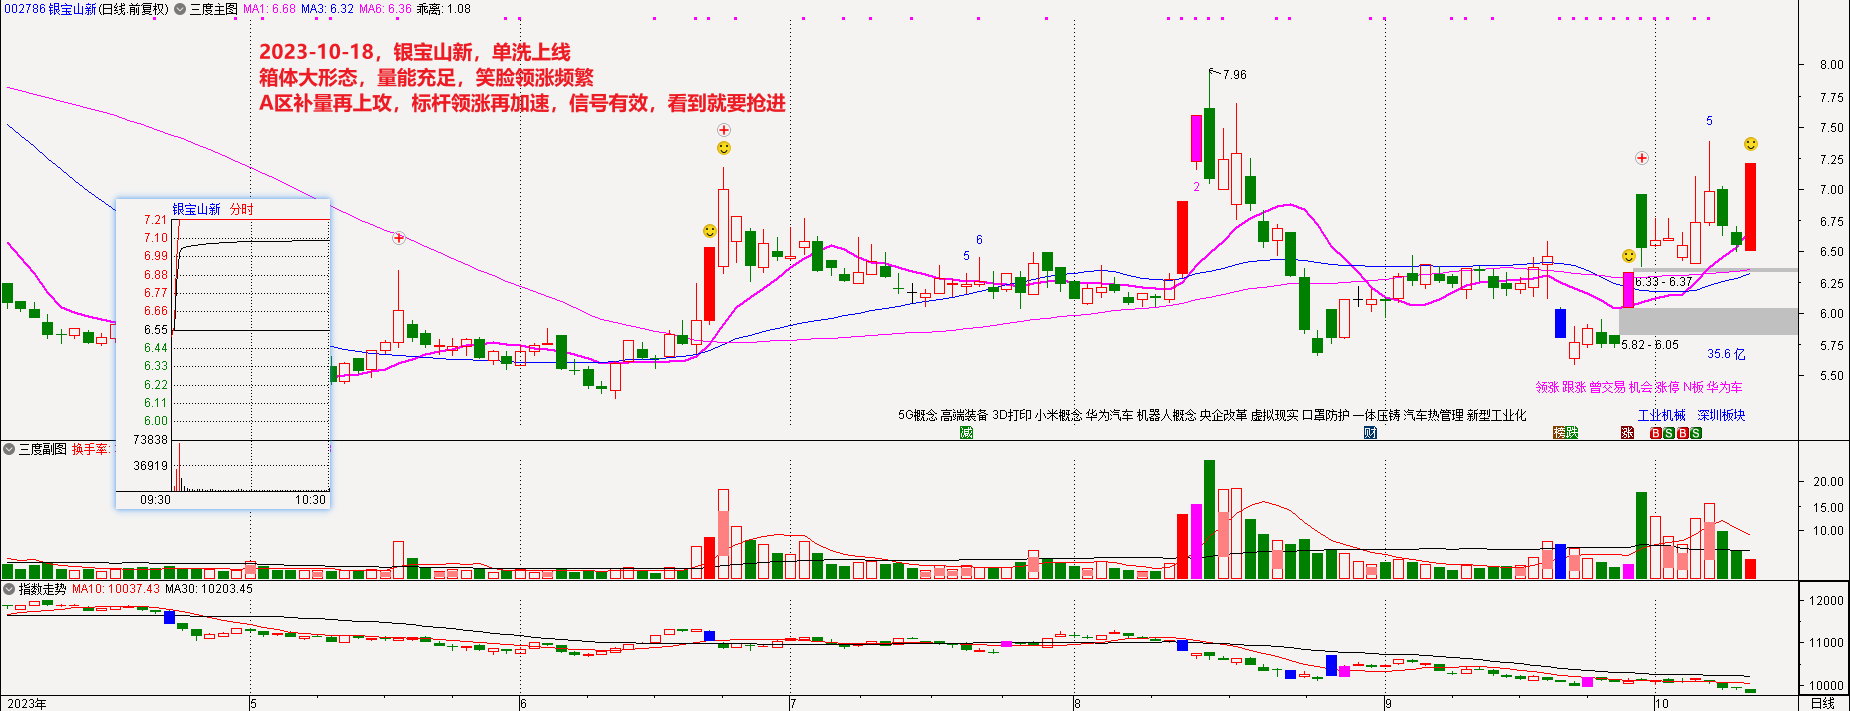 002786 银宝山新(日线.前复权) 三度主图 MA1: 6.68 MA3: 6.32 MA6: 6.36 乖离: 1.08
2023-10-18，银宝山新，单洗上线
箱体大形态，量能充足，笑脸领涨频繁
A区补量再上攻，标杆领涨再加速，信号有效，看到就要抢进
7.96
8.00
7.75
7.50
7.25
7.00
6.75
6.50
6.25
6.00
5.75
5.50
5
2
6
5
6.33 - 6.37
5.82 - 6.05
35.6 亿
领涨 跟涨 曾交易 机会 涨停 N板 华为车
5G概念 高端装备 3D打印 小米概念 华为汽车 机器人概念 央企改革 虚拟现实 口罩防护 一体压铸 汽车热管理 新型工业化
工业机械 深圳板块
减 财 榜 跌 涨 B S B S
银宝山新 分时
7.21
7.10
6.99
6.88
6.77
6.66
6.55
6.44
6.33
6.22
6.11
6.00
73838
36919
09:30 10:30
三度副图 换手率:
20.00
15.00
10.00
指数走势 MA10: 10037.43 MA30: 10203.45
12000
11000
10000
2023年 5 6 7 8 9 10 日线